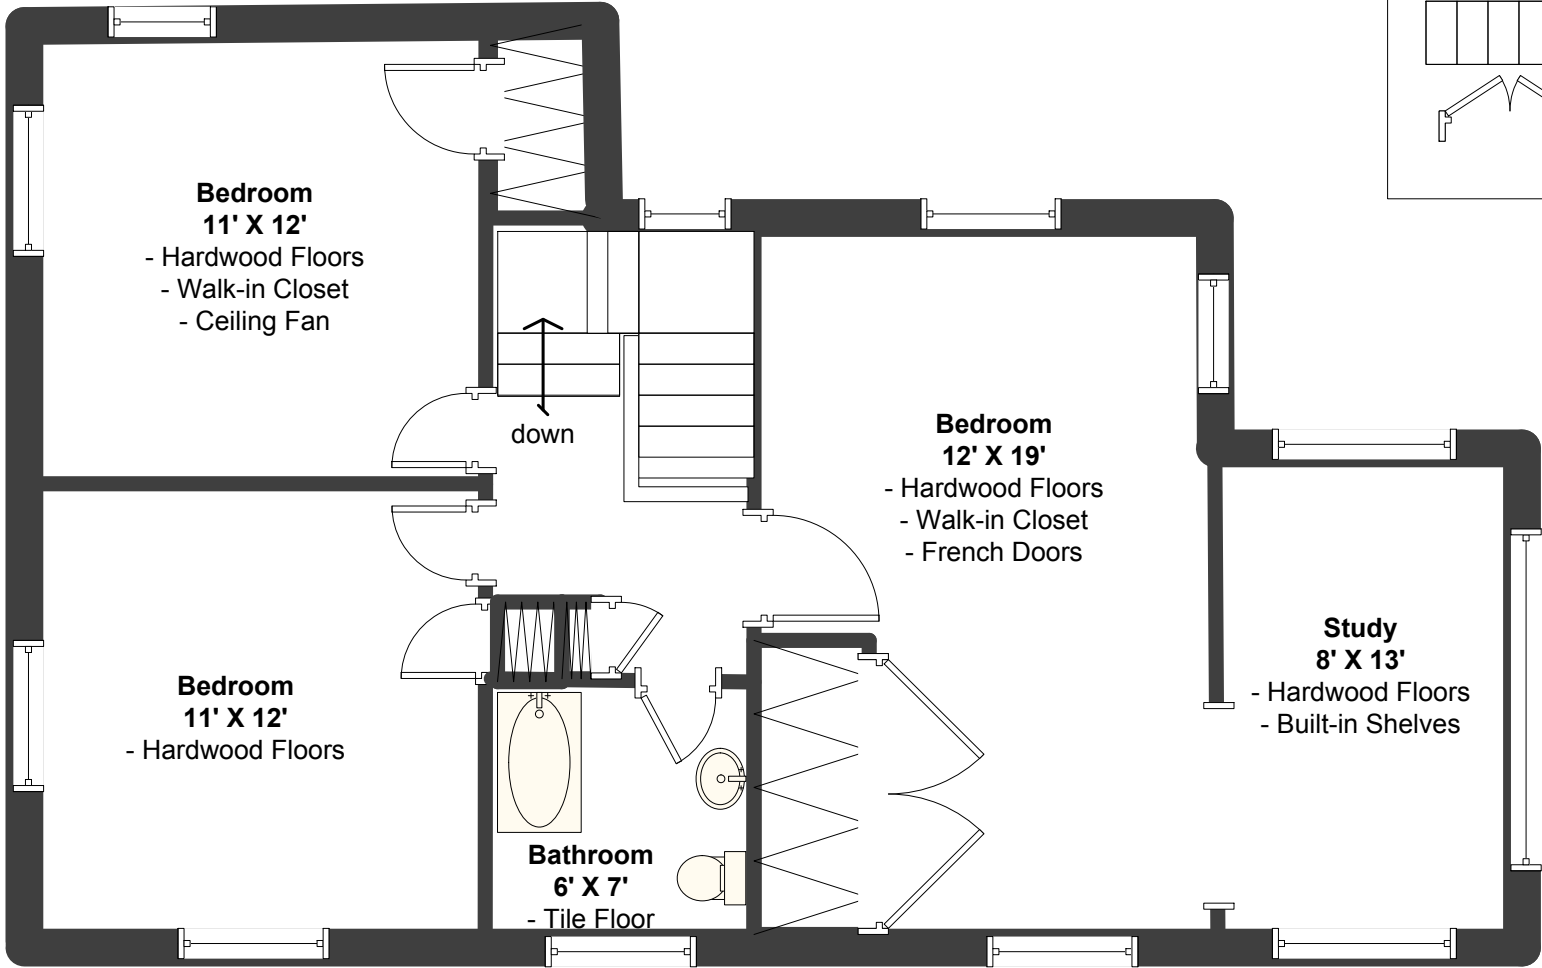 Bedroom
11' X 12'
- Hardwood Floors
- Walk-in Closet
- Ceiling Fan
down
Bedroom
12' X 19'
- Hardwood Floors
- Walk-in Closet
- French Doors
Bedroom
11' X 12'
- Hardwood Floors
Study
8' X 13'
- Hardwood Floors
- Built-in Shelves
Bathroom
6' X 7'
- Tile Floor